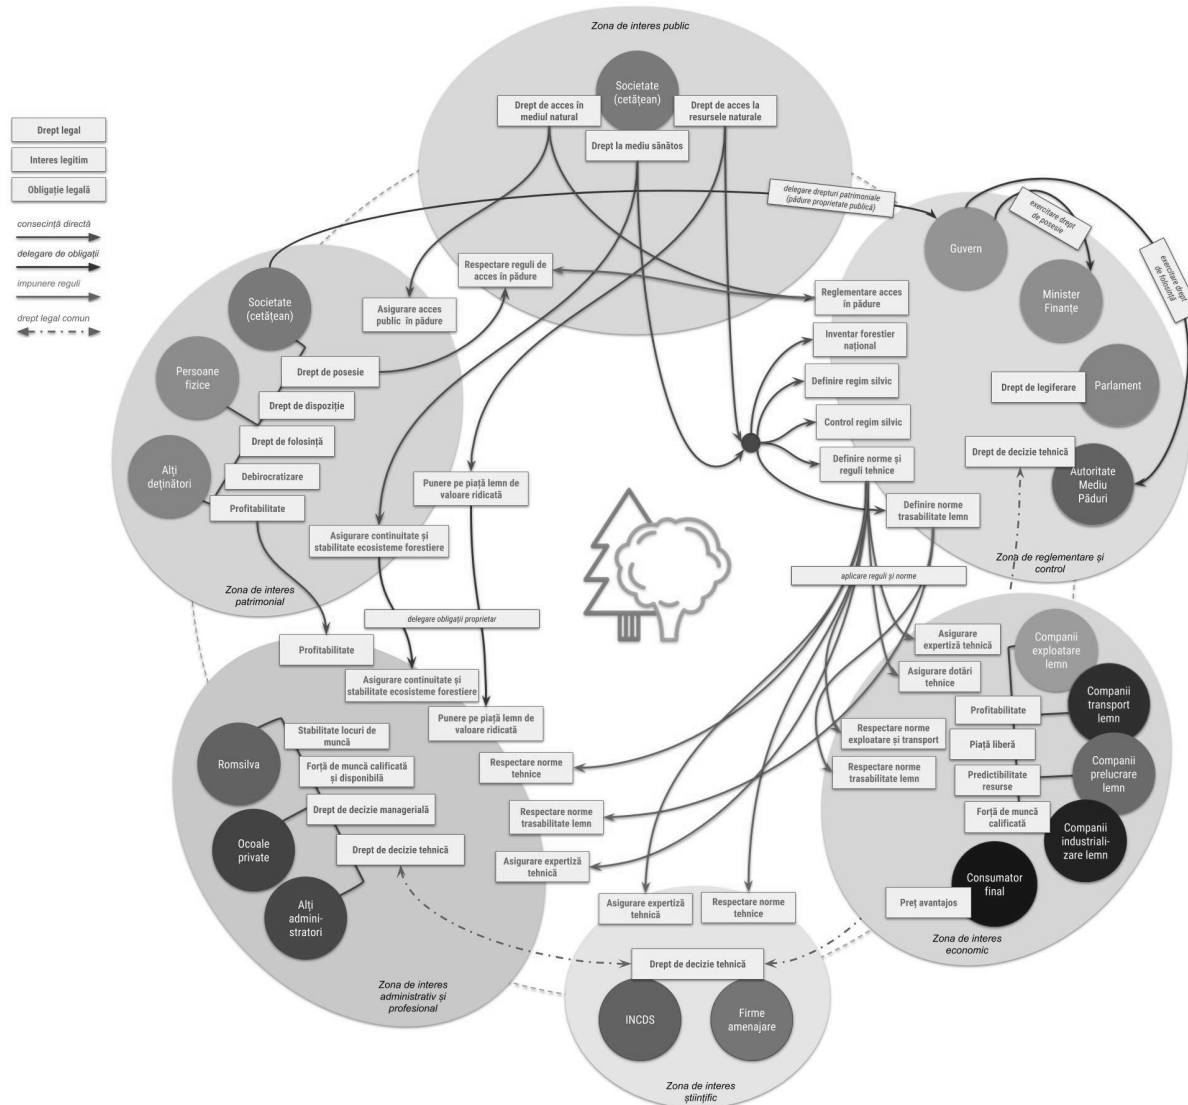 Zona de interes public
Societate
(cetățean)
Drept de acces în
mediul natural
Drept de acces la
resursele naturale
Drept la mediu sănătos
Drept legal
Interes legitim
Obligație legală
consecință directă
delegare de obligații
impunere reguli
drept legal comun
delegare drepturi patrimoniale
(pădure proprietate publică)
exercitare drept
de posesie
exercitare drept
de folosință
Guvern
Minister
Finanțe
Parlament
Drept de legiferare
Drept de decizie tehnică
Autoritate
Mediu
Păduri
Zona de reglementare și
control
Respectare reguli de
acces în pădure
Asigurare acces
public în pădure
Reglementare acces
în pădure
Inventar forestier
național
Definire regim silvic
Control regim silvic
Definire norme și
reguli tehnice
Definire norme
trasabilitate lemn
Societate
(cetățean)
Persoane
fizice
Alți
deținători
Drept de posesie
Drept de dispoziție
Drept de folosință
Debirocratizare
Profitabilitate
Zona de interes
patrimonial
Punere pe piață lemn de
valoare ridicată
Asigurare continuitate și
stabilitate ecosisteme forestiere
aplicare reguli și norme
delegare obligații proprietar
Profitabilitate
Asigurare continuitate și
stabilitate ecosisteme forestiere
Punere pe piață lemn de
valoare ridicată
Stabilitate locuri de
muncă
Forță de muncă calificată
și disponibilă
Drept de decizie managerială
Drept de decizie tehnică
Romsilva
Ocoale
private
Alți
admini-
stratori
Zona de interes
administrativ și
profesional
Respectare norme
tehnice
Respectare norme
trasabilitate lemn
Asigurare expertiză
tehnică
Asigurare expertiză
tehnică
Respectare norme
tehnice
Drept de decizie tehnică
INCDS
Firme
amenajare
Zona de interes
științific
Asigurare
expertiză tehnică
Asigurare dotări
tehnice
Respectare norme
exploatare și transport
Respectare norme
trasabilitate lemn
Profitabilitate
Piață liberă
Predictibilitate
resurse
Forță de muncă
calificată
Preț avantajos
Companii
exploatare
lemn
Companii
transport
lemn
Companii
prelucrare
lemn
Companii
industriali-
zare lemn
Consumator
final
Zona de interes
economic